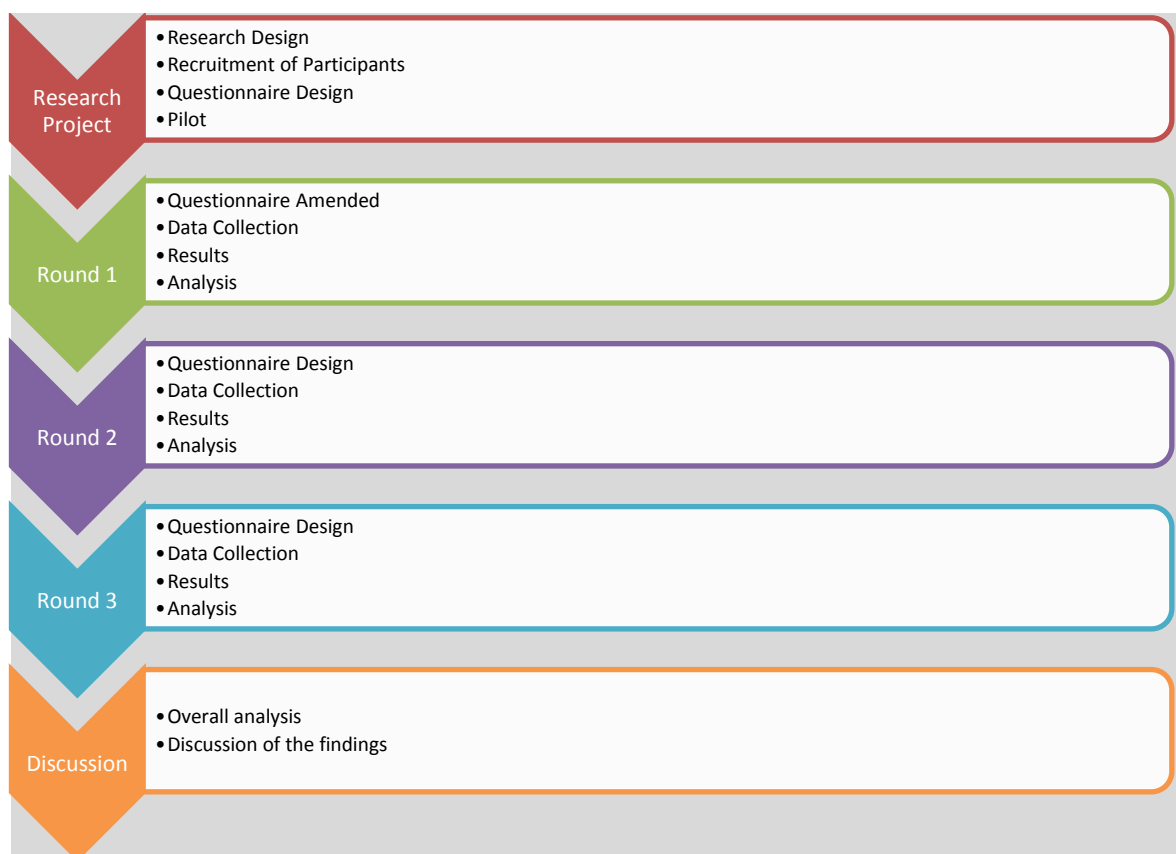 Research
Project
•Research Design
•Recruitment of Participants
•Questionnaire Design
•Pilot
Round 1
•Questionnaire Amended
•Data Collection
•Results
•Analysis
Round 2
•Questionnaire Design
•Data Collection
•Results
•Analysis
Round 3
•Questionnaire Design
•Data Collection
•Results
•Analysis
Discussion
•Overall analysis
•Discussion of the findings